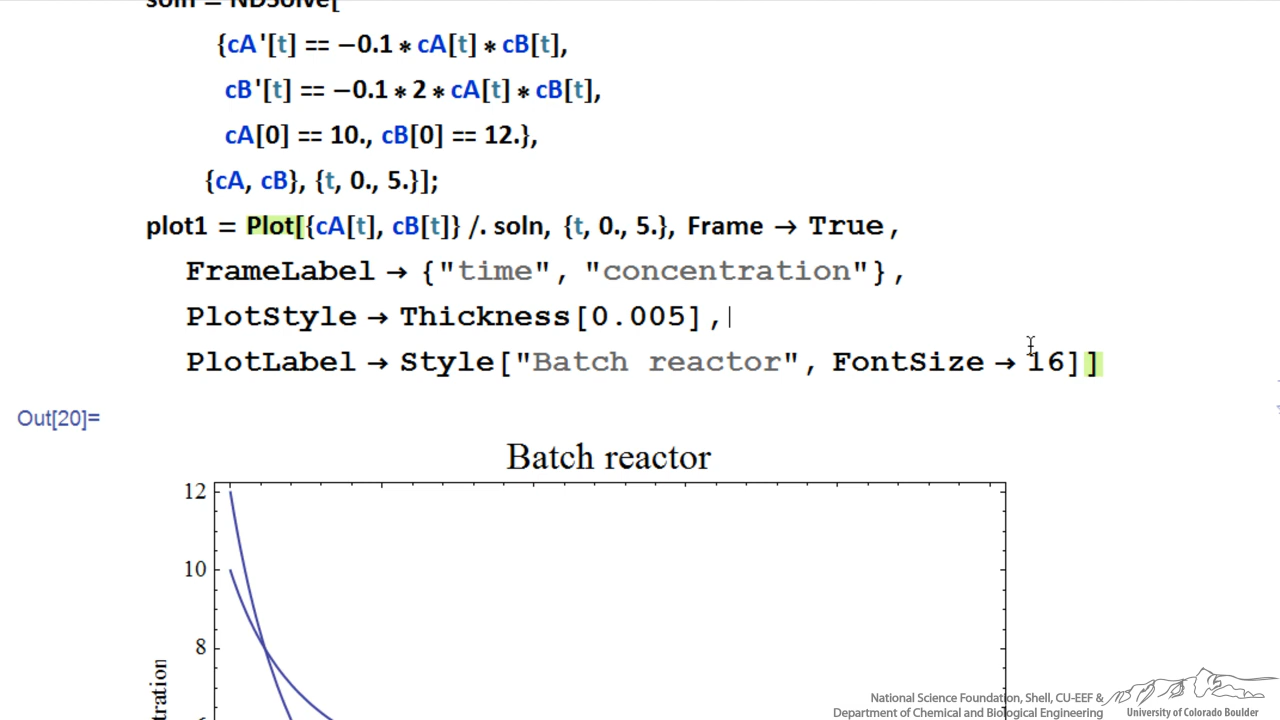 soln = NDSolve[
{cA'[t] == −0.1 * cA[t] * cB[t],
cB'[t] == −0.1 * 2 * cA[t] * cB[t],
cA[0] == 10., cB[0] == 12.},
{cA, cB}, {t, 0., 5.}];
plot1 = Plot[{cA[t], cB[t]} /. soln, {t, 0., 5.}, Frame → True,
FrameLabel → {"time", "concentration"},
PlotStyle → Thickness[0.005],
PlotLabel → Style["Batch reactor", FontSize → 16]]
Out[20]=
Batch reactor
12
10
8
tration
National Science Foundation, Shell, CU-EEF &
Department of Chemical and Biological Engineering
University of Colorado Boulder